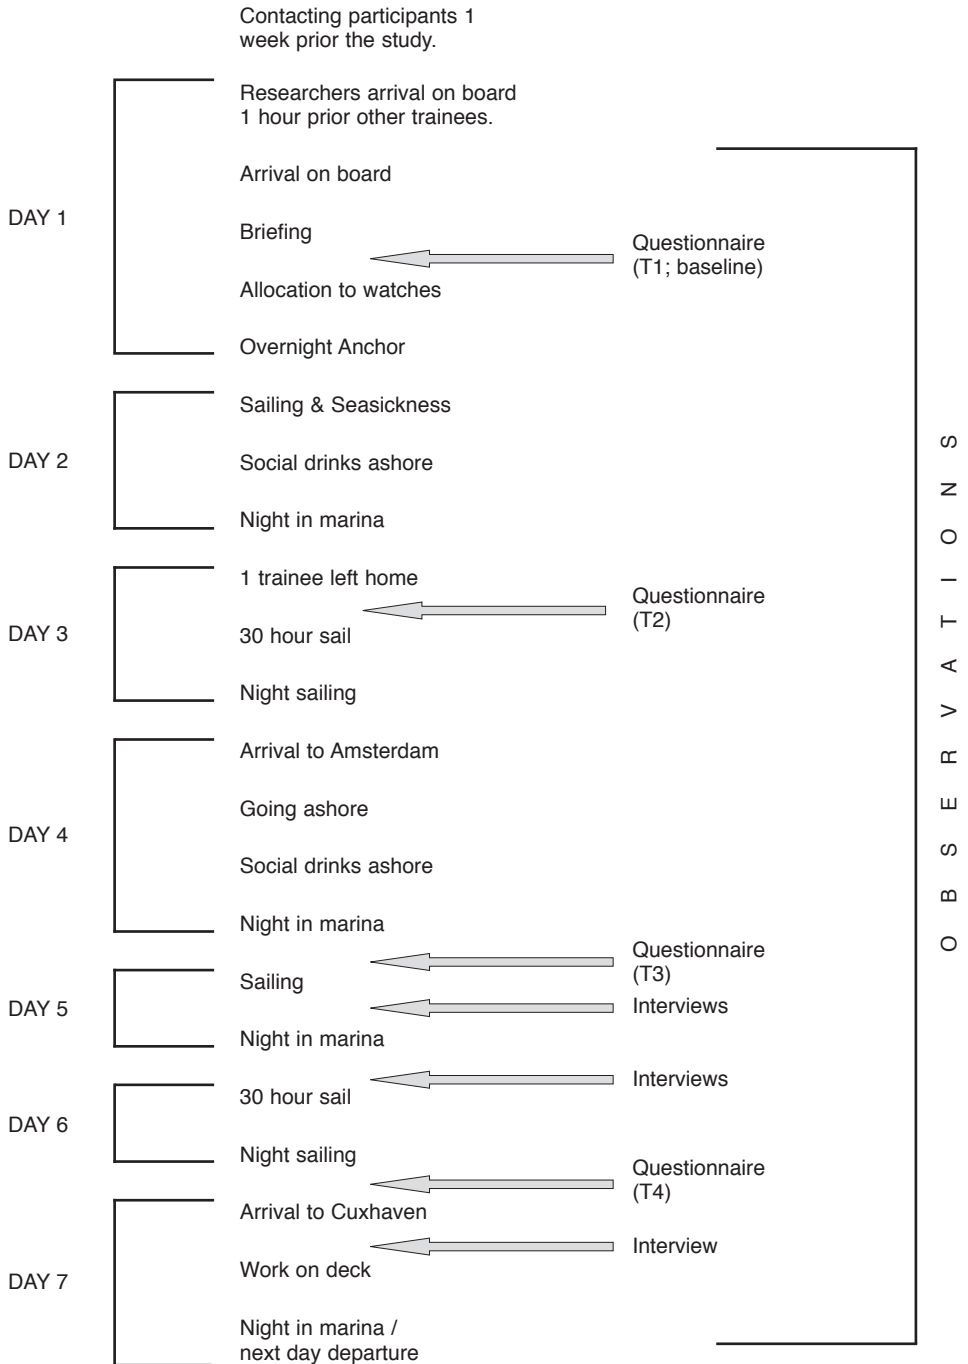 Contacting participants 1
week prior the study.
Researchers arrival on board
1 hour prior other trainees.
Arrival on board
DAY 1
Briefing
Questionnaire
(T1; baseline)
Allocation to watches
Overnight Anchor
Sailing & Seasickness
DAY 2
Social drinks ashore
Night in marina
1 trainee left home
Questionnaire
(T2)
DAY 3
30 hour sail
Night sailing
Arrival to Amsterdam
Going ashore
DAY 4
Social drinks ashore
Night in marina
Questionnaire
(T3)
Sailing
DAY 5
Interviews
Night in marina
Interviews
30 hour sail
DAY 6
Night sailing
Questionnaire
(T4)
Arrival to Cuxhaven
Interview
Work on deck
DAY 7
Night in marina /
next day departure
OBSERVATIONS